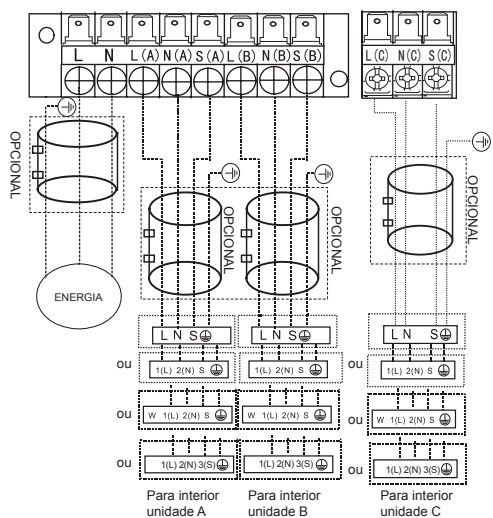 L N L(A) N(A) S(A) L(B) N(B) S(B)
L(C) N(C) S(C)
OPCIONAL
OPCIONAL
OPCIONAL
OPCIONAL
ENERGIA
L N S
L N S
L N S
ou
1(L) 2(N) S
1(L) 2(N) S
ou
1(L) 2(N) S
ou
W 1(L) 2(N) S
W 1(L) 2(N) S
ou
W 1(L) 2(N) S
ou
1(L) 2(N) 3(S)
1(L) 2(N) 3(S)
ou
1(L) 2(N) 3(S)
Para interior
unidade A
Para interior
unidade B
Para interior
unidade C